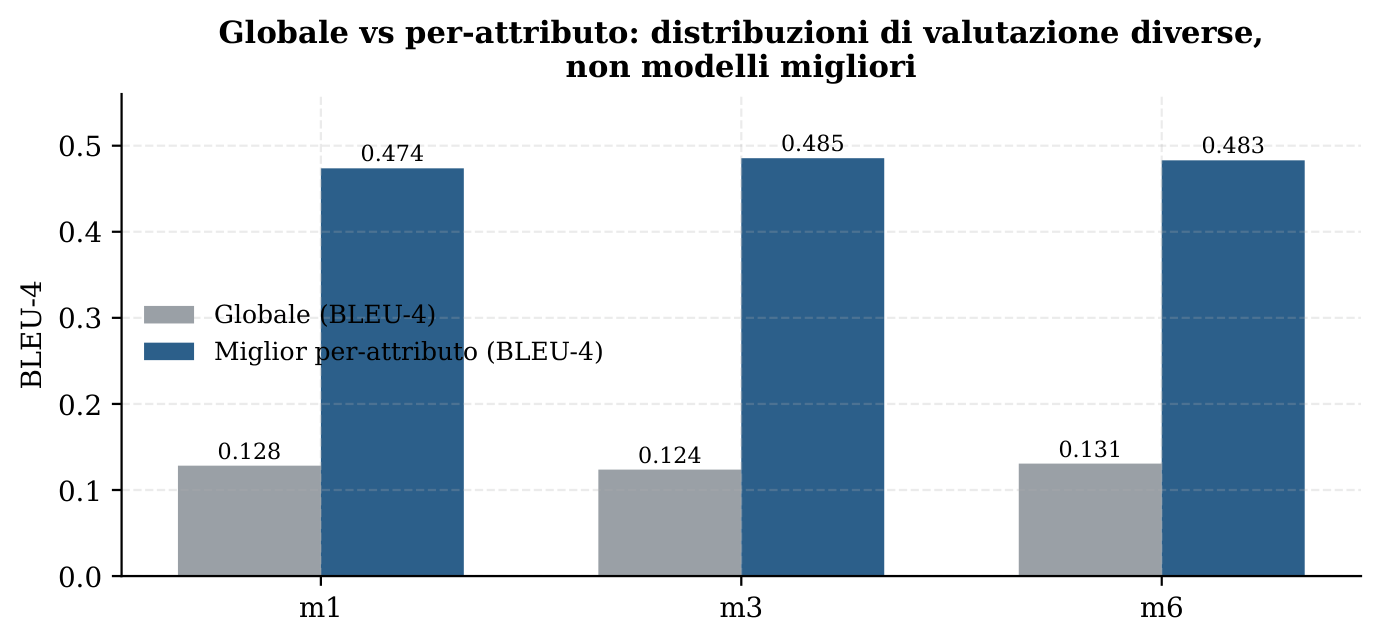 Globale vs per-attributo: distribuzioni di valutazione diverse,
non modelli migliori
BLEU-4
0.5
0.4
0.3
0.2
0.1
0.0
0.474
0.485
0.483
Globale (BLEU-4)
Miglior per-attributo (BLEU-4)
0.128
0.124
0.131
m1
m3
m6